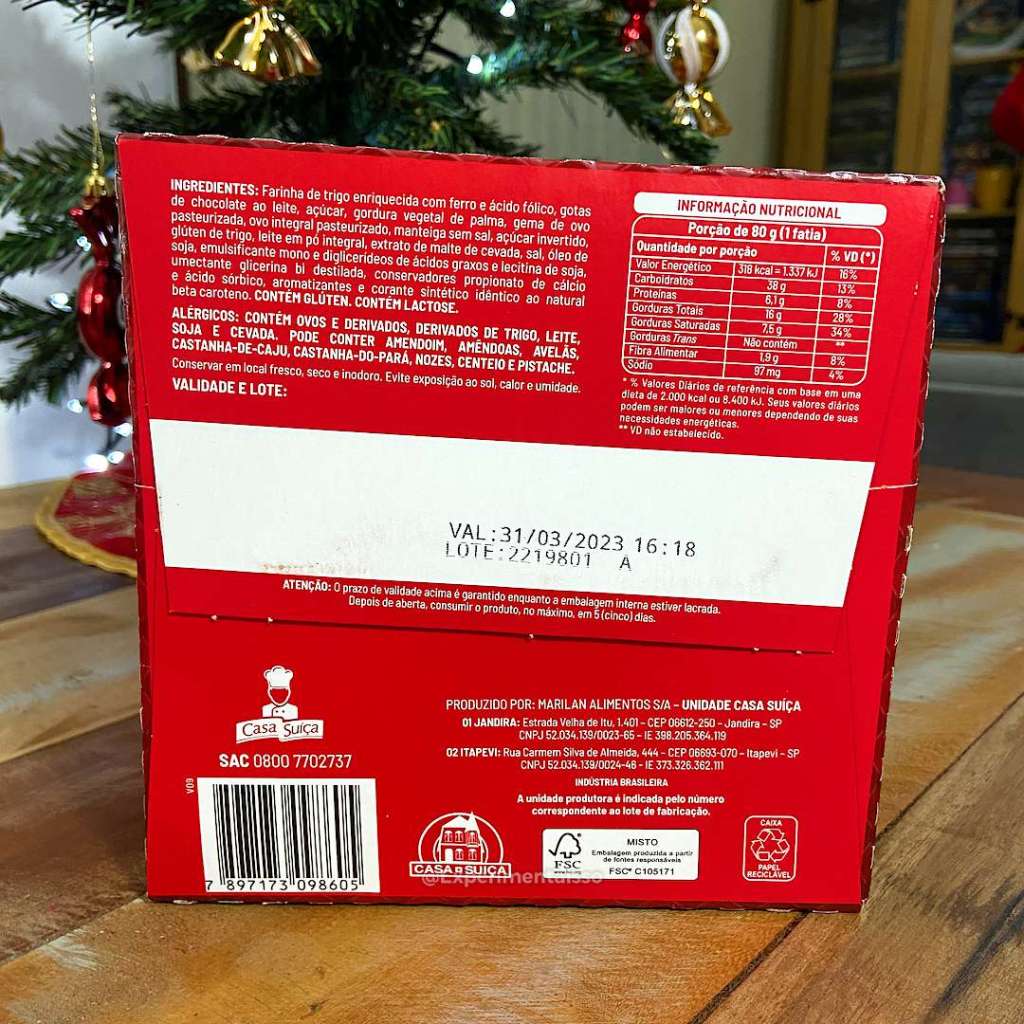 INGREDIENTES: Farinha de trigo enriquecida com ferro e ácido fólico, gotas
de chocolate ao leite, açúcar, gordura vegetal de palma, gema de ovo
pasteurizada, ovo integral pasteurizado, manteiga sem sal, açúcar invertido,
glúten de trigo, leite em pó integral, extrato de malte de cevada, sal, óleo de
soja, emulsificante mono e diglicerídeos de ácidos graxos e lecitina de soja,
umectante glicerina bi destilada, conservadores propionato de cálcio
e ácido sórbico, aromatizantes e corante sintético idêntico ao natural
beta caroteno. CONTÉM GLÚTEN. CONTÉM LACTOSE.
ALÉRGICOS: CONTÉM OVOS E DERIVADOS, DERIVADOS DE TRIGO, LEITE,
SOJA E CEVADA. PODE CONTER AMENDOIM, AMÊNDOAS, AVELÃS,
CASTANHA-DE-CAJU, CASTANHA-DO-PARÁ, NOZES, CENTEIO E PISTACHE.
Conservar em local fresco, seco e inodoro. Evite exposição ao sol, calor e umidade.
VALIDADE E LOTE:
INFORMAÇÃO NUTRICIONAL
Porção de 80 g (1 fatia)
Quantidade por porção % VD (*)
Valor Energético 318 kcal = 1.337 kJ 16%
Carboidratos 38 g 13%
Proteínas 6,1 g 8%
Gorduras Totais 16 g 28%
Gorduras Saturadas 7,5 g 34%
Gorduras Trans Não contém **
Fibra Alimentar 1,9 g 8%
Sódio 97 mg 4%
* % Valores Diários de referência com base em uma
dieta de 2.000 kcal ou 8.400 kJ. Seus valores diários
podem ser maiores ou menores dependendo de suas
necessidades energéticas.
** VD não estabelecido.
VAL:31/03/2023 16:18
LOTE:2219801 A
ATENÇÃO: O prazo de validade acima é garantido enquanto a embalagem interna estiver lacrada.
Depois de aberta, consumir o produto, no máximo, em 5 (cinco) dias.
Casa Suíça
SAC 0800 7702737
V09
7 897173 098605
PRODUZIDO POR: MARILAN ALIMENTOS S/A – UNIDADE CASA SUÍÇA
01 JANDIRA: Estrada Velha de Itu, 1.401 – CEP 06612-250 – Jandira – SP
CNPJ 52.034.139/0023-65 - IE 398.205.364.119
02 ITAPEVI: Rua Carmem Silva de Almeida, 444 – CEP 06693-070 – Itapevi – SP
CNPJ 52.034.139/0024-46 - IE 373.326.362.111
INDÚSTRIA BRASILEIRA
A unidade produtora é indicada pelo número
correspondente ao lote de fabricação.
CASA SUIÇA
@Experimentaisso
FSC
MISTO
Embalagem produzida a partir
de fontes responsáveis
FSC® C105171
CAIXA
PAPEL
RECICLÁVEL